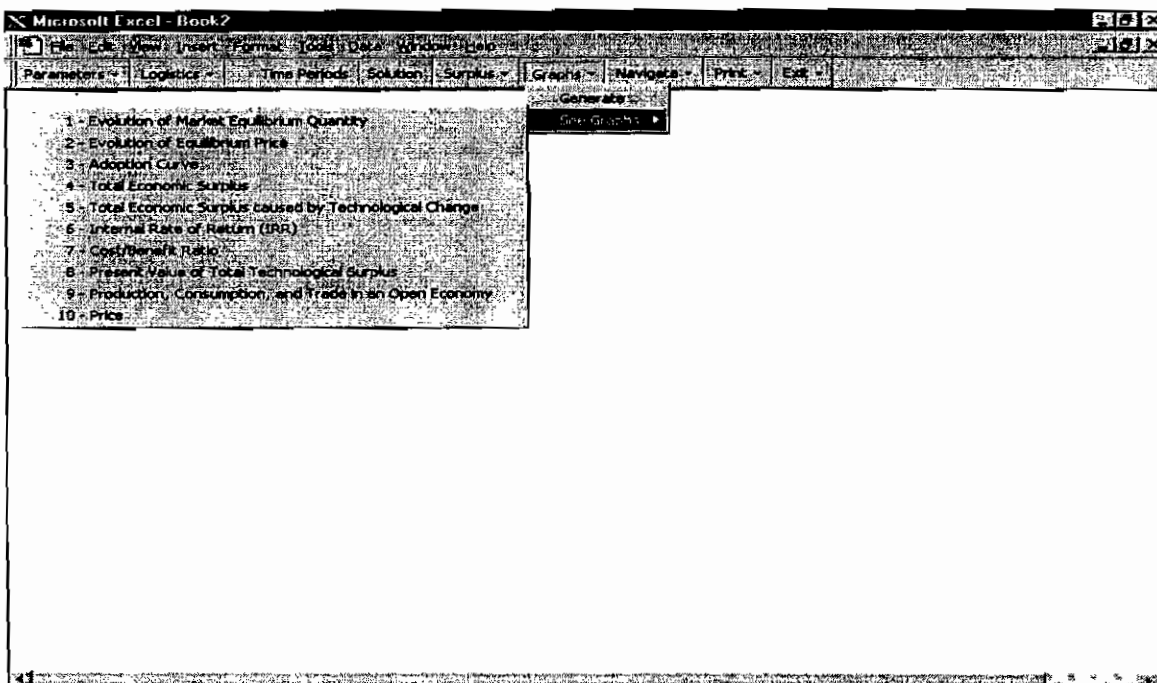 Microsoft Excel - Book2
File Edit View Insert Format Tools Data Window Help
Parameters Logistics Time Periods Solution Surplus Graphs Navigate Print Exit
Generate
See Graphs
1 - Evolution of Market Equilibrium Quantity
2 - Evolution of Equilibrium Price
3 - Adoption Curve
4 - Total Economic Surplus
5 - Total Economic Surplus caused by Technological Change
6 - Internal Rate of Return (IRR)
7 - Cost/Benefit Ratio
8 - Present Value of Total Technological Surplus
9 - Production, Consumption, and Trade in an Open Economy
10 - Price